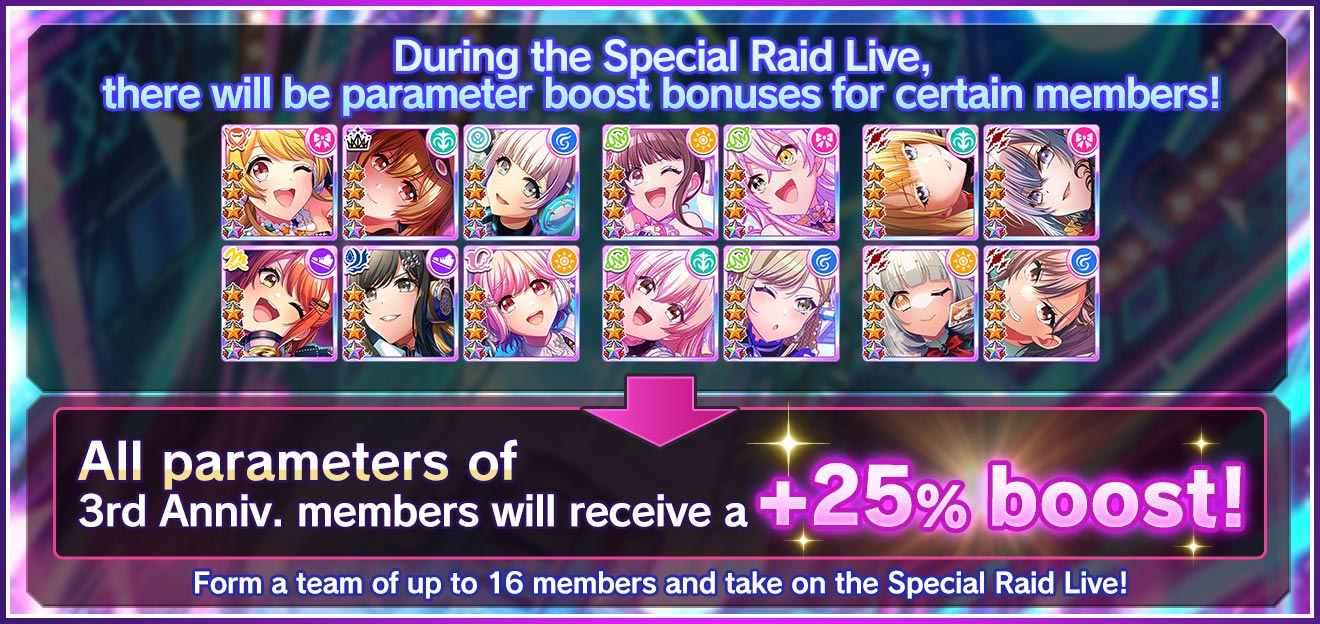 During the Special Raid Live,
there will be parameter boost bonuses for certain members!
All parameters of
3rd Anniv. members will receive a +25% boost!
Form a team of up to 16 members and take on the Special Raid Live!